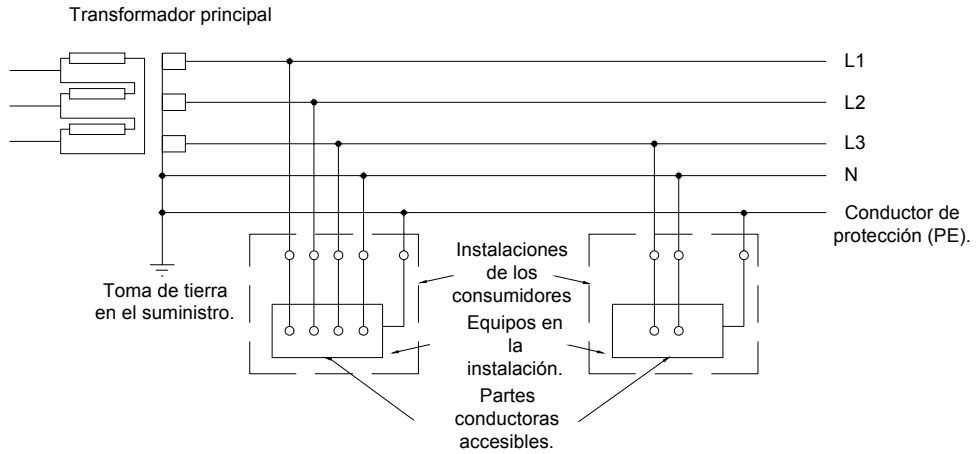 Transformador principal
L1
L2
L3
N
Conductor de
protección (PE).
Toma de tierra
en el suministro.
Instalaciones
de los
consumidores
Equipos en
la
instalación.
Partes
conductoras
accesibles.